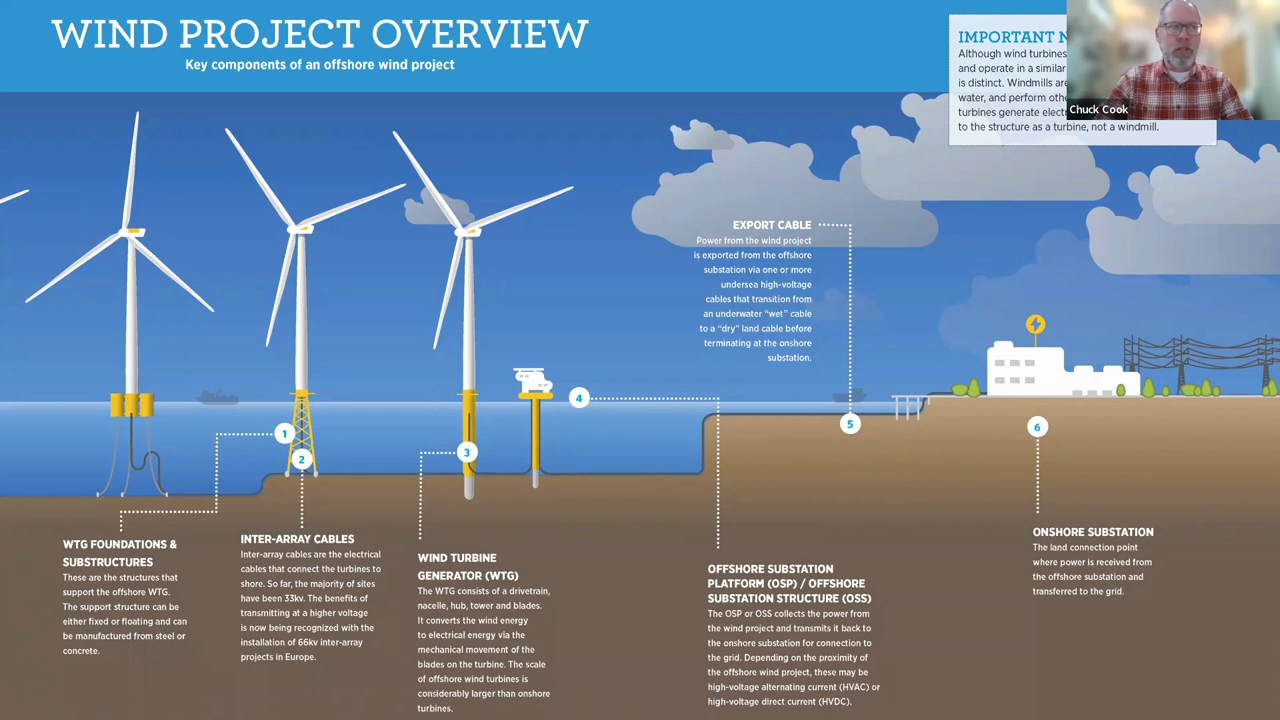 WIND PROJECT OVERVIEW
Key components of an offshore wind project
IMPORTANT
Although wind turbines
and operate in a similar
is distinct. Windmills are
water, and perform
turbines generate
to the structure as a turbine, not a windmill.
Chuck Cook
EXPORT CABLE
Power from the wind project
is exported from the offshore
substation via one or more
undersea high-voltage
cables that transition from
an underwater “wet” cable
to a “dry” land cable before
terminating at the onshore
substation.
4
5
6
1
2
3
WTG FOUNDATIONS &
SUBSTRUCTURES
These are the structures that
support the offshore WTG.
The support structure can be
either fixed or floating and can
be manufactured from steel or
concrete.
INTER-ARRAY CABLES
Inter-array cables are the electrical
cables that connect the turbines to
shore. So far, the majority of sites
have been 33kv. The benefits of
transmitting at a higher voltage
is now being recognized with the
installation of 66kv inter-array
projects in Europe.
WIND TURBINE
GENERATOR (WTG)
The WTG consists of a drivetrain,
nacelle, hub, tower and blades.
It converts the wind energy
to electrical energy via the
mechanical movement of the
blades on the turbine. The scale
of offshore wind turbines is
considerably larger than onshore
turbines.
OFFSHORE SUBSTATION
PLATFORM (OSP) / OFFSHORE
SUBSTATION STRUCTURE (OSS)
The OSP or OSS collects the power from
the wind project and transmits it back to
the onshore substation for connection to
the grid. Depending on the proximity of
the offshore wind project, these may be
high-voltage alternating current (HVAC) or
high-voltage direct current (HVDC).
ONSHORE SUBSTATION
The land connection point
where power is received from
the offshore substation and
transferred to the grid.